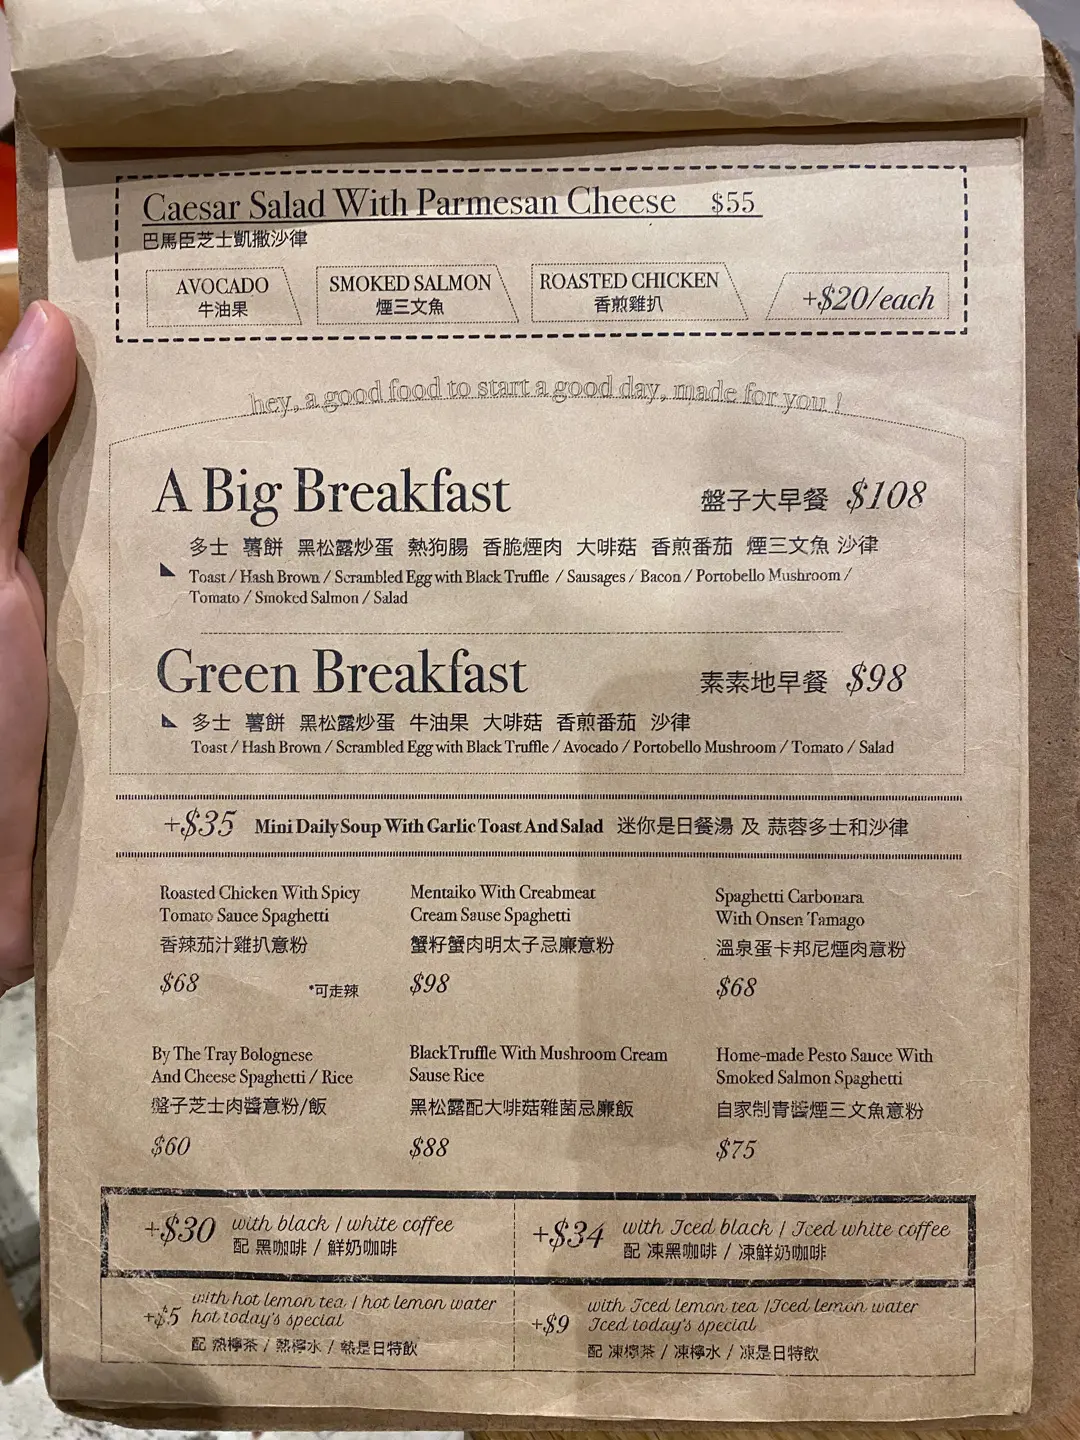 Caesar Salad With Parmesan Cheese $55
巴馬臣芝士凱撒沙律
AVOCADO
牛油果
SMOKED SALMON
煙三文魚
ROASTED CHICKEN
香煎雞扒
+$20/each
hey, a good food to start a good day, made for you !
A Big Breakfast 盤子大早餐 $108
多士 薯餅 黑松露炒蛋 熱狗腸 香脆煙肉 大啡菇 香煎番茄 煙三文魚 沙律
Toast / Hash Brown / Scrambled Egg with Black Truffle / Sausages / Bacon / Portobello Mushroom /
Tomato / Smoked Salmon / Salad
Green Breakfast 素素地早餐 $98
多士 薯餅 黑松露炒蛋 牛油果 大啡菇 香煎番茄 沙律
Toast / Hash Brown / Scrambled Egg with Black Truffle / Avocado / Portobello Mushroom / Tomato / Salad
+$35 Mini Daily Soup With Garlic Toast And Salad 迷你是日餐湯 及 蒜蓉多士和沙律
Roasted Chicken With Spicy
Tomato Sauce Spaghetti
香辣茄汁雞扒意粉
$68 *可走辣
Mentaiko With Creabmeat
Cream Sause Spaghetti
蟹籽蟹肉明太子忌廉意粉
$98
Spaghetti Carbonara
With Onsen Tamago
溫泉蛋卡邦尼煙肉意粉
$68
By The Tray Bolognese
And Cheese Spaghetti / Rice
盤子芝士肉醬意粉/飯
$60
BlackTruffle With Mushroom Cream
Sause Rice
黑松露配大啡菇雜菌忌廉飯
$88
Home-made Pesto Sauce With
Smoked Salmon Spaghetti
自家制青醬煙三文魚意粉
$75
+$30 with black / white coffee
配 黑咖啡 / 鮮奶咖啡
+$34 with Iced black / Iced white coffee
配 凍黑咖啡 / 凍鮮奶咖啡
+$5 with hot lemon tea / hot lemon water
hot today's special
配 熱檸茶 / 熱檸水 / 熱是日特飲
+$9 with Iced lemon tea / Iced lemon water
Iced today's special
配 凍檸茶 / 凍檸水 / 凍是日特飲